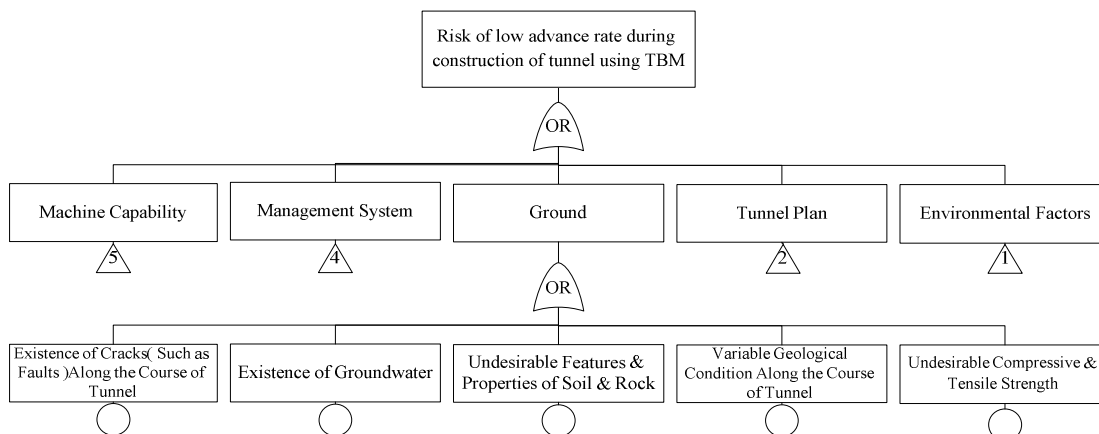 Risk of low advance rate during
construction of tunnel using TBM
OR
Machine Capability
Management System
Ground
Tunnel Plan
Environmental Factors
5
4
2
1
OR
Existence of Cracks( Such as
Faults )Along the Course of
Tunnel
Existence of Groundwater
Undesirable Features &
Properties of Soil & Rock
Variable Geological
Condition Along the Course
of Tunnel
Undesirable Compressive &
Tensile Strength